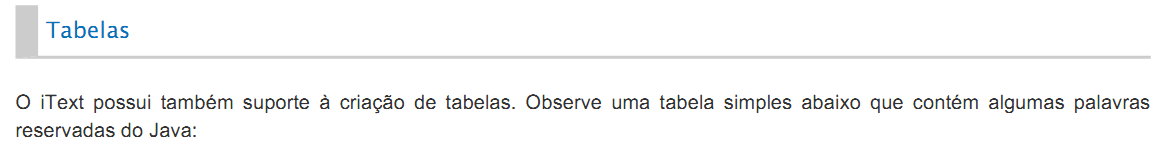 Tabelas
O iText possui também suporte à criação de tabelas. Observe uma tabela simples abaixo que contém algumas palavras
reservadas do Java: